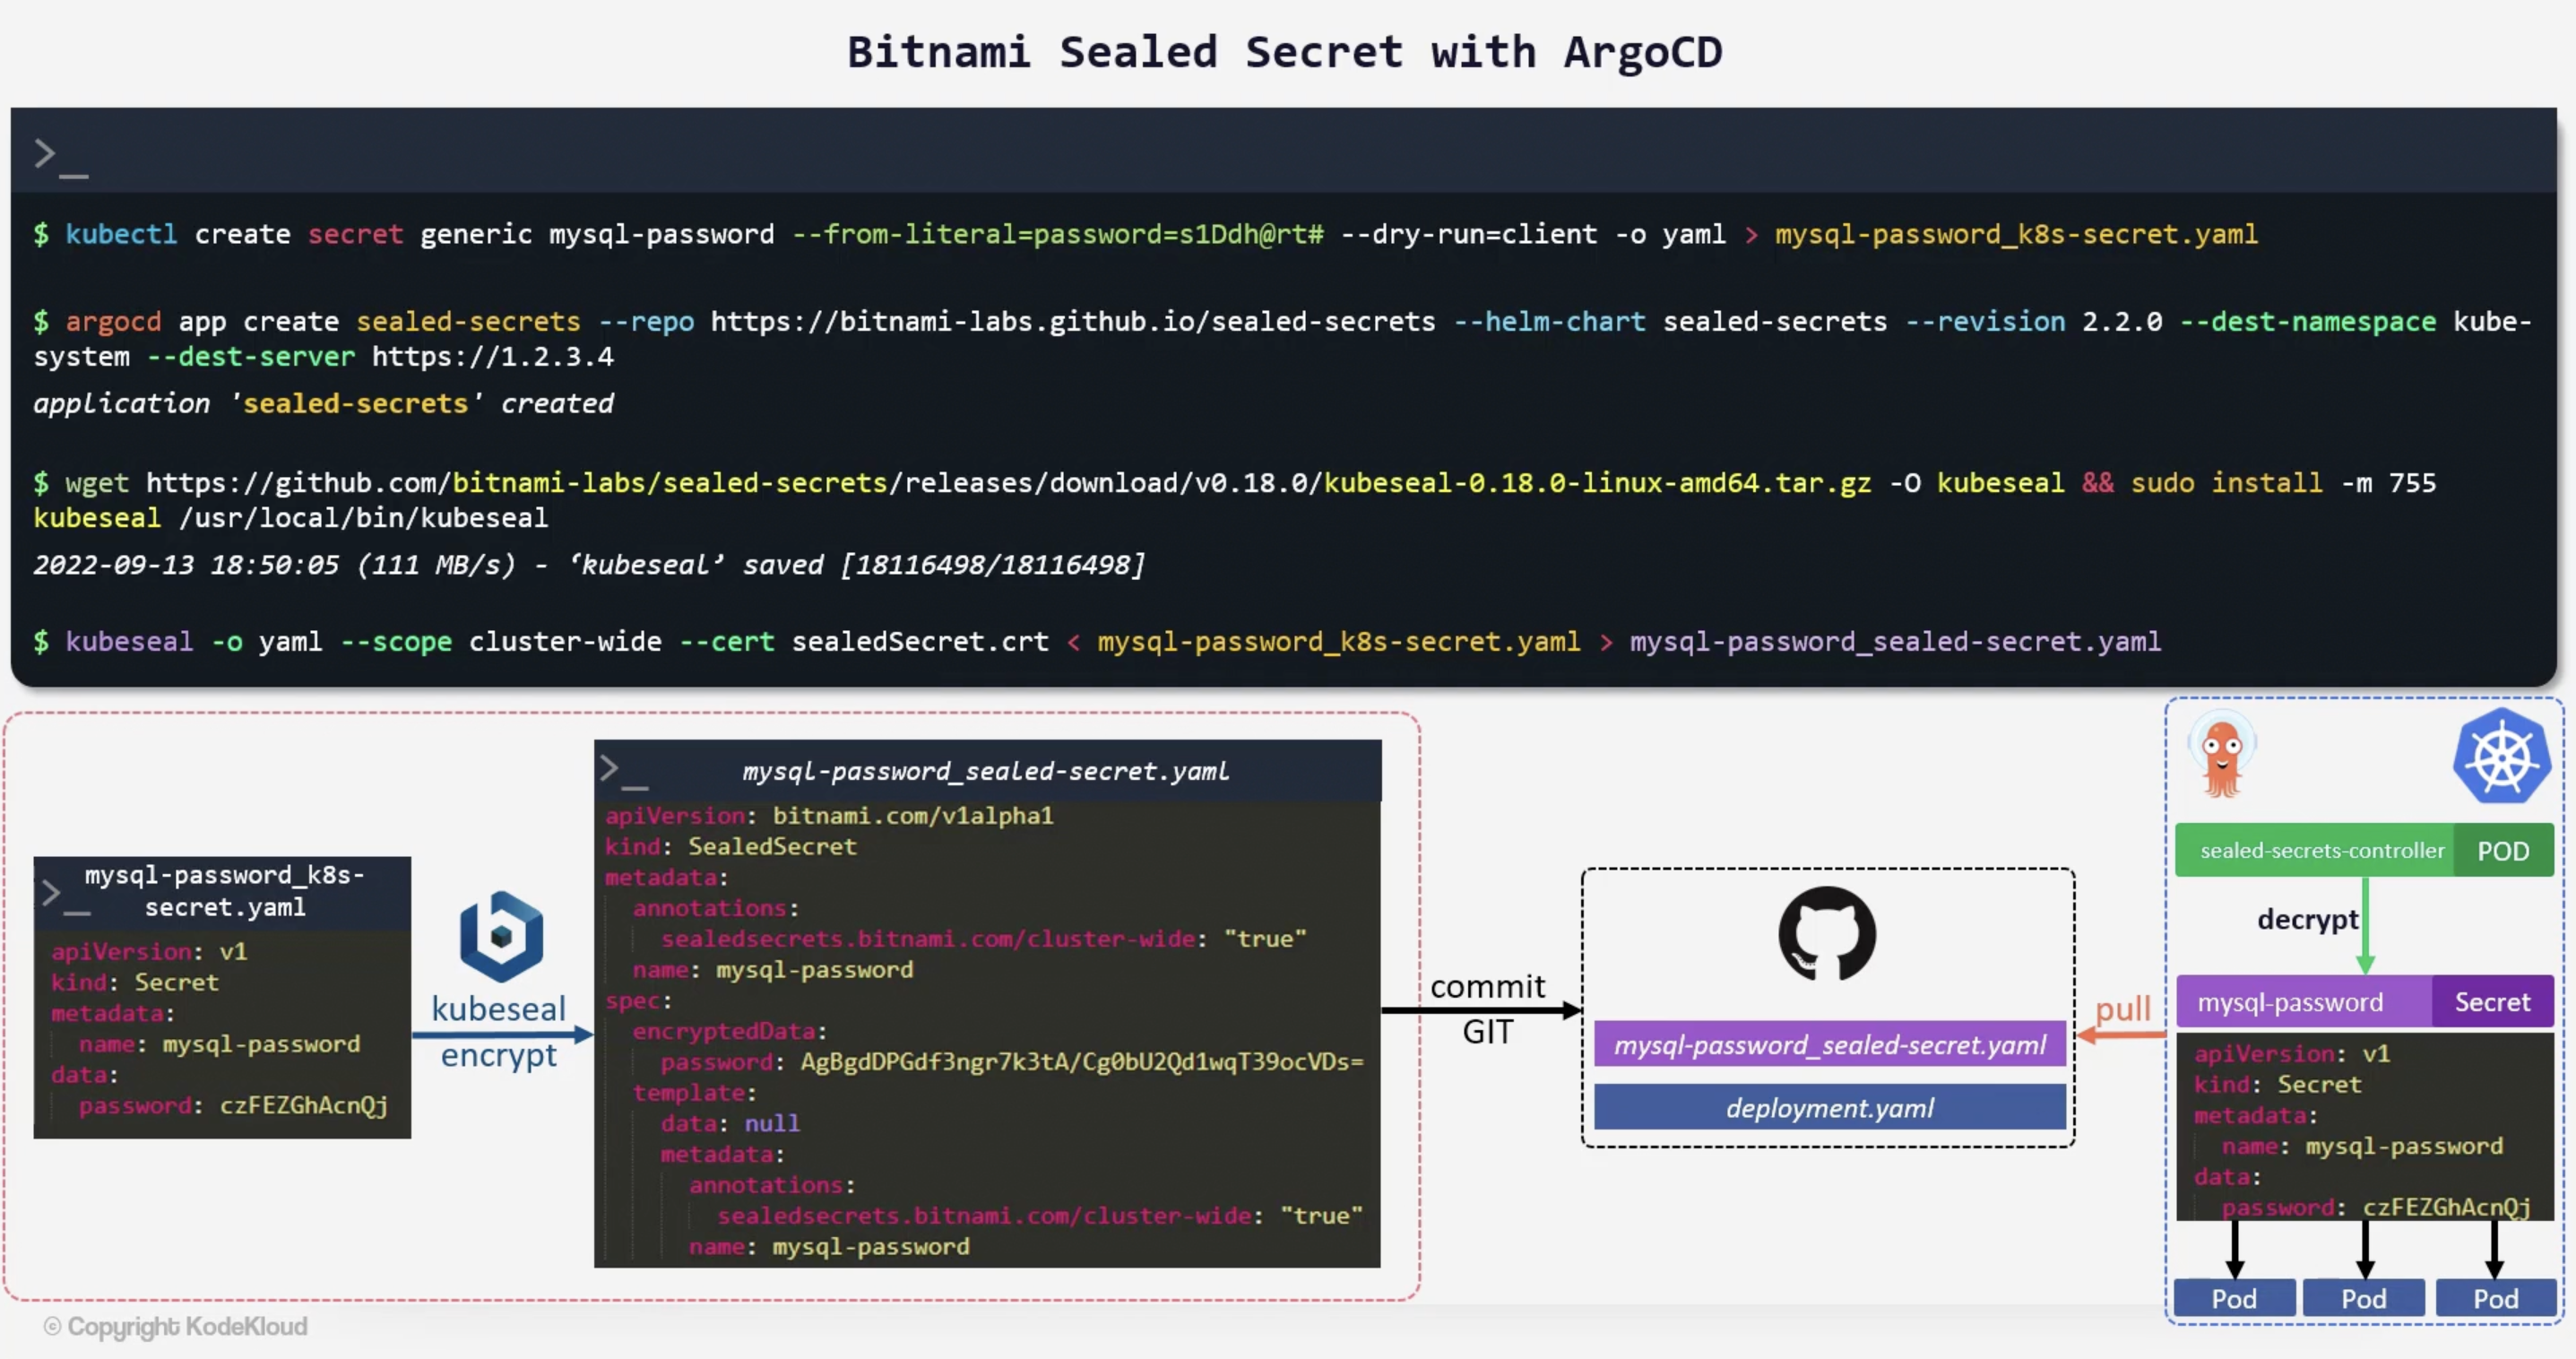 Bitnami Sealed Secret with ArgoCD
>_
$ kubectl create secret generic mysql-password --from-literal=password=s1Ddh@rt# --dry-run=client -o yaml > mysql-password_k8s-secret.yaml
$ argocd app create sealed-secrets --repo https://bitnami-labs.github.io/sealed-secrets --helm-chart sealed-secrets --revision 2.2.0 --dest-namespace kube-
system --dest-server https://1.2.3.4
application 'sealed-secrets' created
$ wget https://github.com/bitnami-labs/sealed-secrets/releases/download/v0.18.0/kubeseal-0.18.0-linux-amd64.tar.gz -O kubeseal && sudo install -m 755
kubeseal /usr/local/bin/kubeseal
2022-09-13 18:50:05 (111 MB/s) - ‘kubeseal’ saved [18116498/18116498]
$ kubeseal -o yaml --scope cluster-wide --cert sealedSecret.crt < mysql-password_k8s-secret.yaml > mysql-password_sealed-secret.yaml
>_
mysql-password_k8s-
secret.yaml
apiVersion: v1
kind: Secret
metadata:
name: mysql-password
data:
password: czFEZGhAcnQj
kubeseal
encrypt
>_
mysql-password_sealed-secret.yaml
apiVersion: bitnami.com/v1alpha1
kind: SealedSecret
metadata:
annotations:
sealedsecrets.bitnami.com/cluster-wide: "true"
name: mysql-password
spec:
encryptedData:
password: AgBgdDPGdf3ngr7k3tA/Cg0bU2Qd1wqT39ocVDs=
template:
data: null
metadata:
annotations:
sealedsecrets.bitnami.com/cluster-wide: "true"
name: mysql-password
commit
GIT
mysql-password_sealed-secret.yaml
deployment.yaml
pull
sealed-secrets-controller POD
decrypt
mysql-password Secret
apiVersion: v1
kind: Secret
metadata:
name: mysql-password
data:
password: czFEZGhAcnQj
Pod Pod Pod
© Copyright KodeKloud